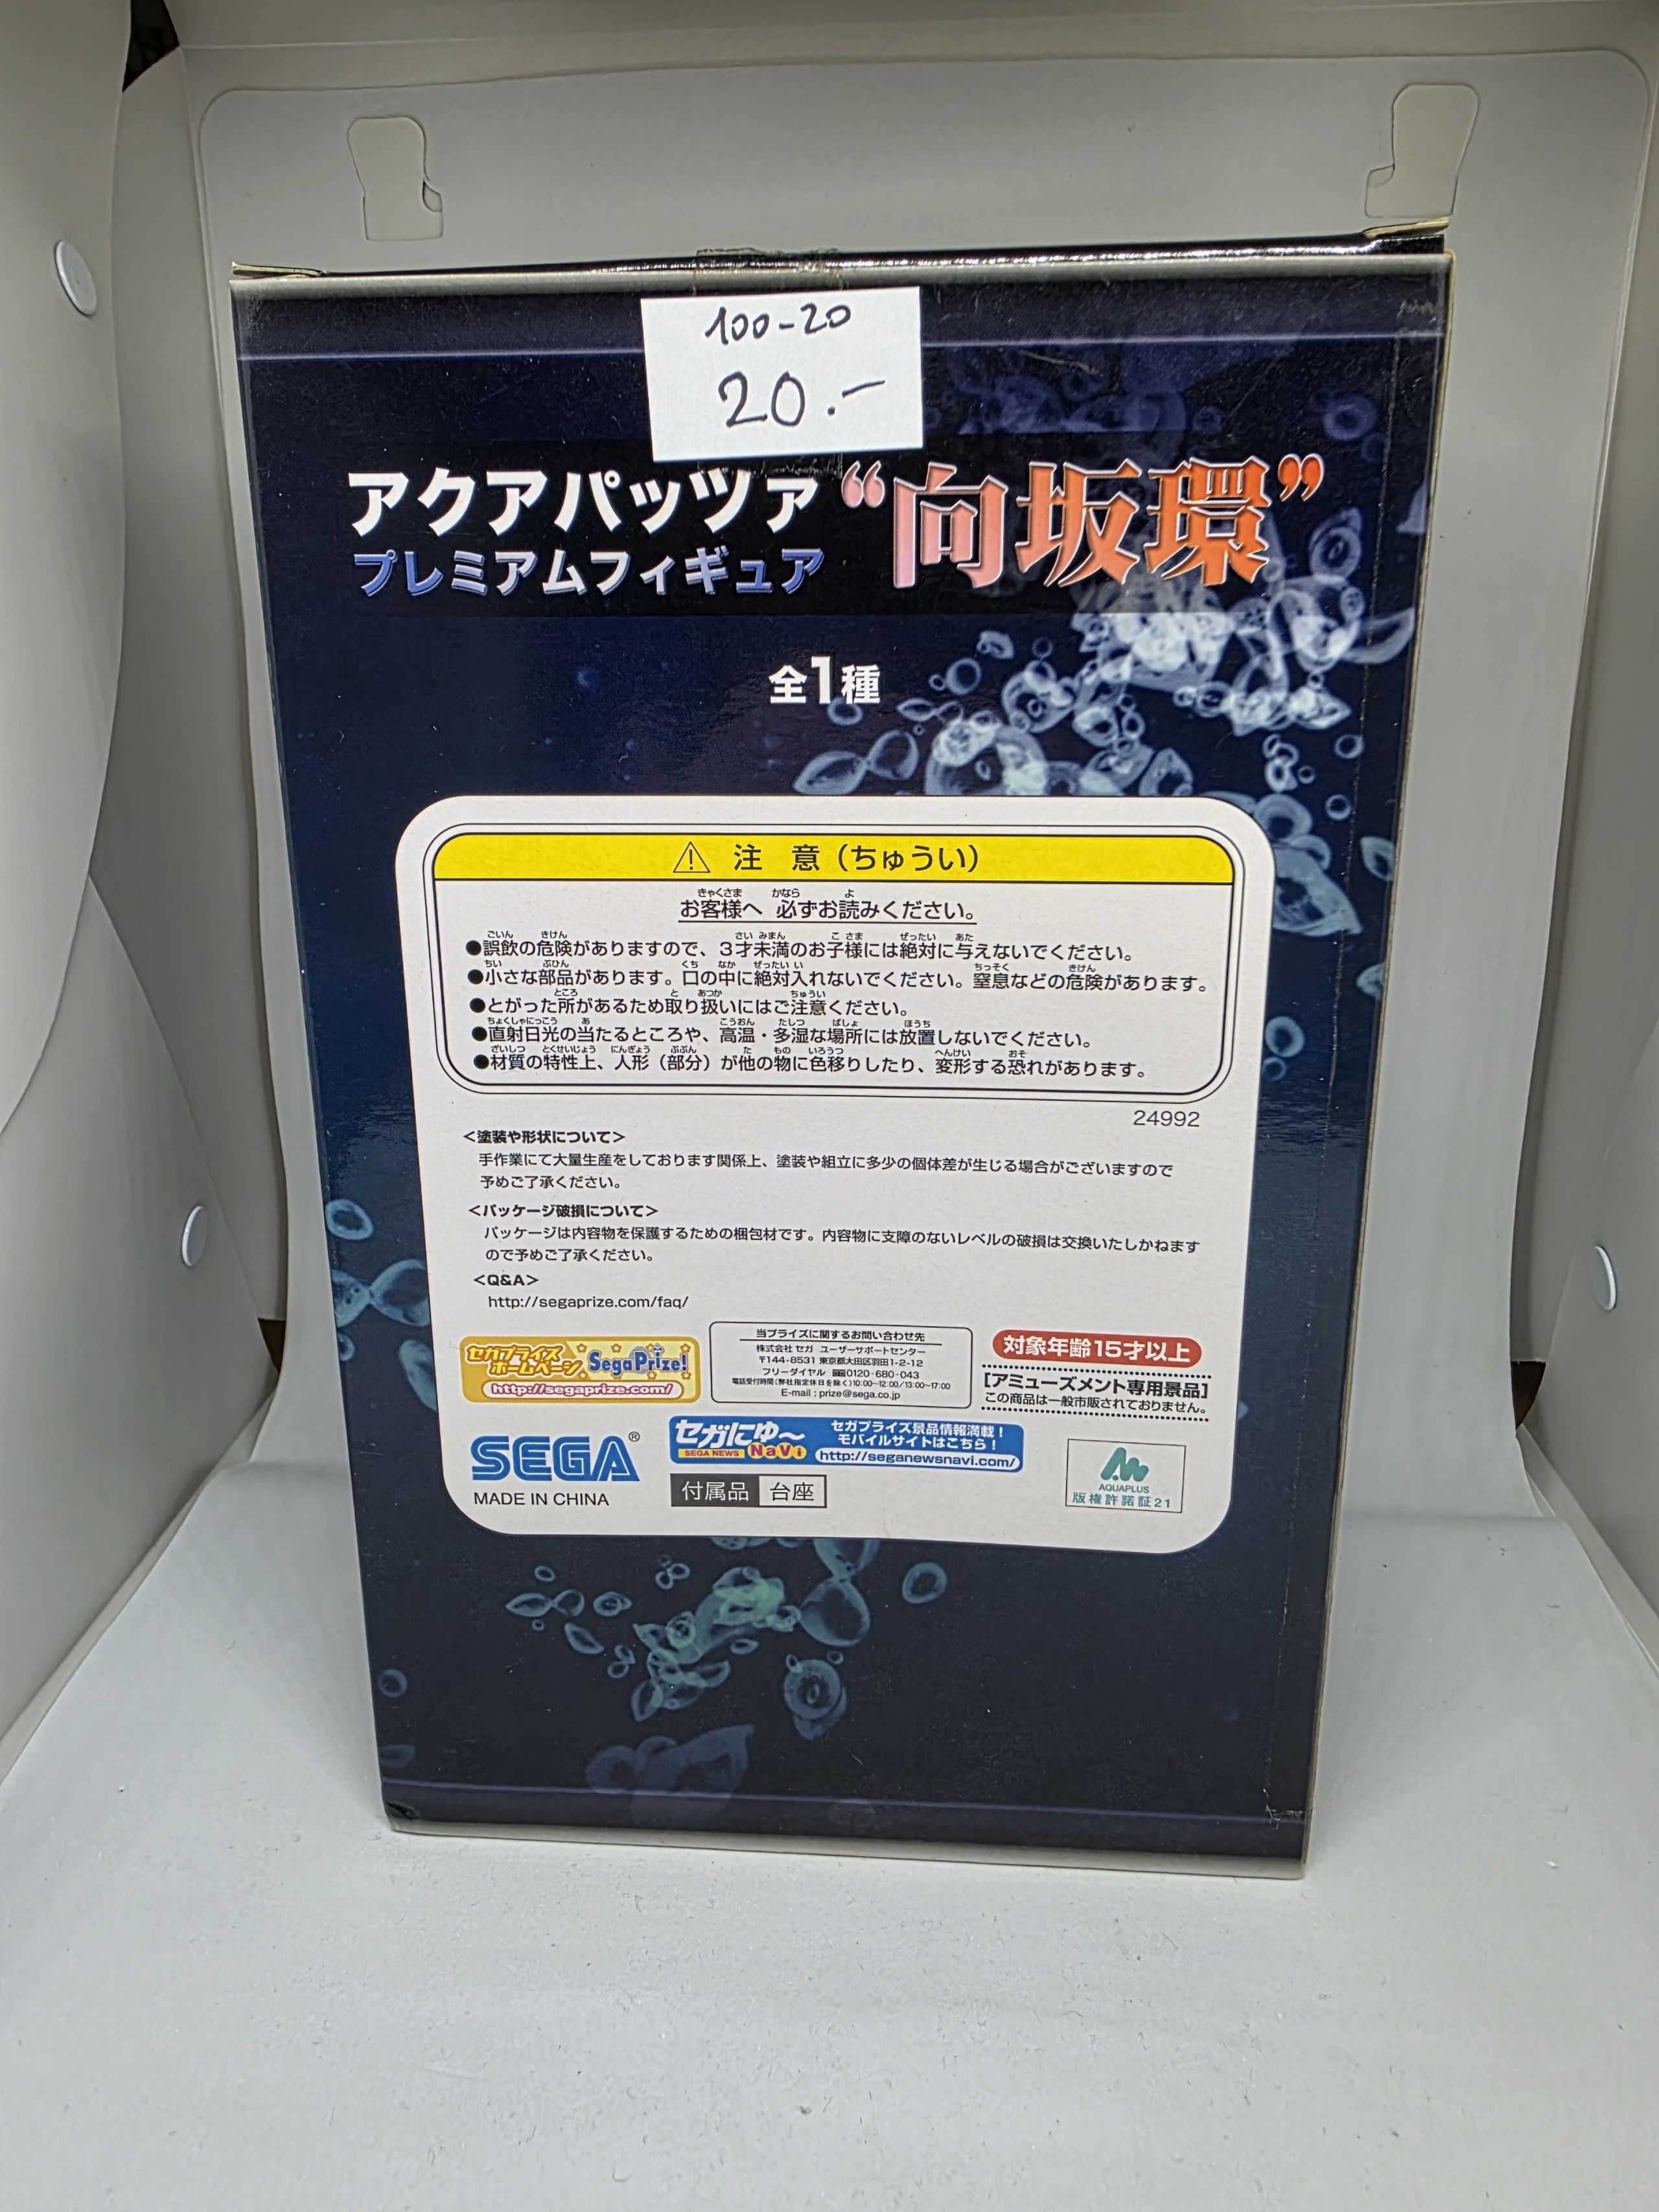 100-20
20.-
アクアパッツァ “向坂環”
プレミアムフィギュア
全1種
注 意（ちゅうい）
お客様へ 必ずお読みください。
●誤飲の危険がありますので、3才未満のお子様には絶対に与えないでください。
●小さな部品があります。口の中に絶対入れないでください。窒息などの危険があります。
●とがった所があるため取り扱いにはご注意ください。
●直射日光の当たるところや、高温・多湿な場所には放置しないでください。
●材質の特性上、人形（部分）が他の物に色移りしたり、変形する恐れがあります。
24992
＜塗装や形状について＞
手作業にて大量生産をしております関係上、塗装や組立に多少の個体差が生じる場合がございますので
予めご了承ください。
＜パッケージ破損について＞
パッケージは内容物を保護するための梱包材です。内容物に支障のないレベルの破損は交換いたしかねます
ので予めご了承ください。
＜Q&A＞
http://segaprize.com/faq/
セガプライズ
ホームページ
Sega Prize!
http://segaprize.com/
当プライズに関するお問い合わせ先
株式会社 セガ ユーザーサポートセンター
〒144-8531 東京都大田区羽田1-2-12
フリーダイヤル 0120-680-043
電話受付時間(弊社指定休日を除く)10:00〜12:00/13:00〜17:00
E-mail : prize@sega.co.jp
対象年齢15才以上
[アミューズメント専用景品]
この商品は一般市販されておりません。
SEGA®
MADE IN CHINA
セガにゅ〜
SEGA NEWS NaVi
セガプライズ景品情報満載！
モバイルサイトはこちら！
http://seganewsnavi.com/
付属品 台座
AQUAPLUS
版権許諾証21